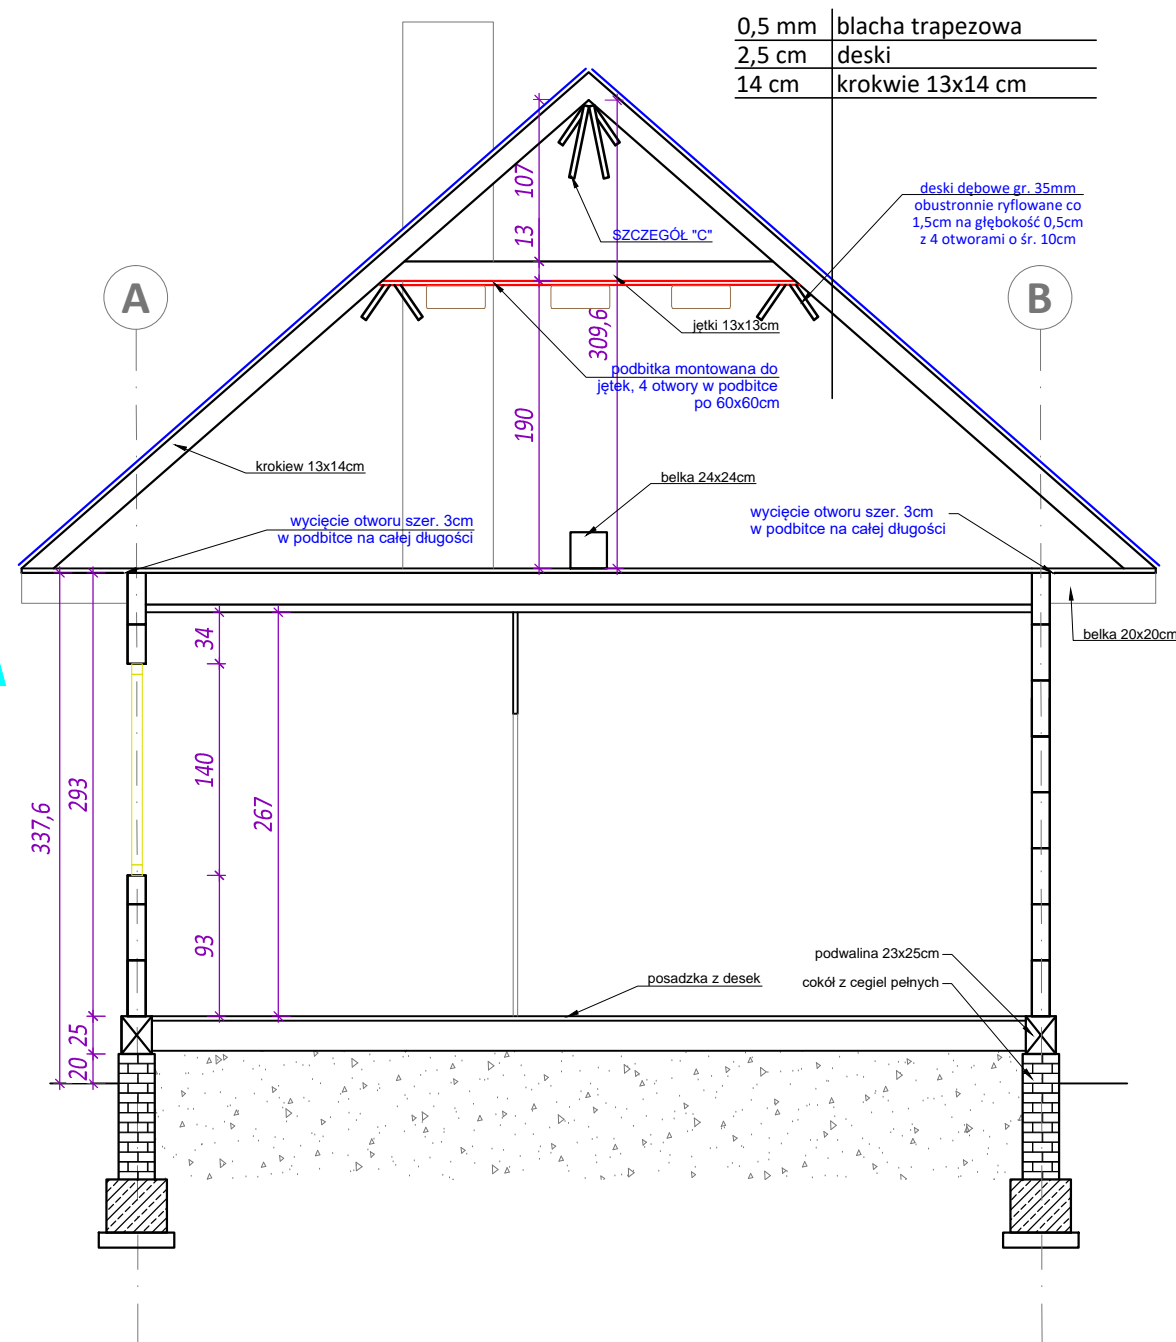 0,5 mm blacha trapezowa
2,5 cm deski
14 cm krokwie 13x14 cm
107
deski dębowe gr. 35mm
obustronnie ryflowane co
1,5cm na głębokość 0,5cm
z 4 otworami o śr. 10cm
13
SZCZEGÓŁ "C"
A
B
309,6
jętki 13x13cm
podbitka montowana do
jętek, 4 otwory w podbitce
po 60x60cm
190
krokiew 13x14cm
belka 24x24cm
wycięcie otworu szer. 3cm
w podbitce na całej długości
wycięcie otworu szer. 3cm
w podbitce na całej długości
34
belka 20x20cm
140
293
267
337,6
93
podwalina 23x25cm
posadzka z desek
cokół z cegieł pełnych
25
20